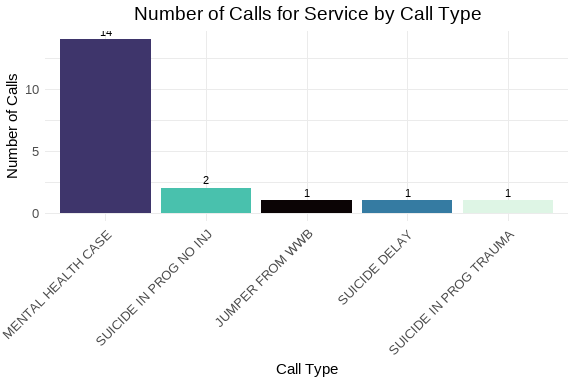 Number of Calls for Service by Call Type
Number of Calls
10
5
0
14
2
1
1
1
MENTAL HEALTH CASE
SUICIDE IN PROG NO INJ
JUMPER FROM WWB
SUICIDE DELAY
SUICIDE IN PROG TRAUMA
Call Type